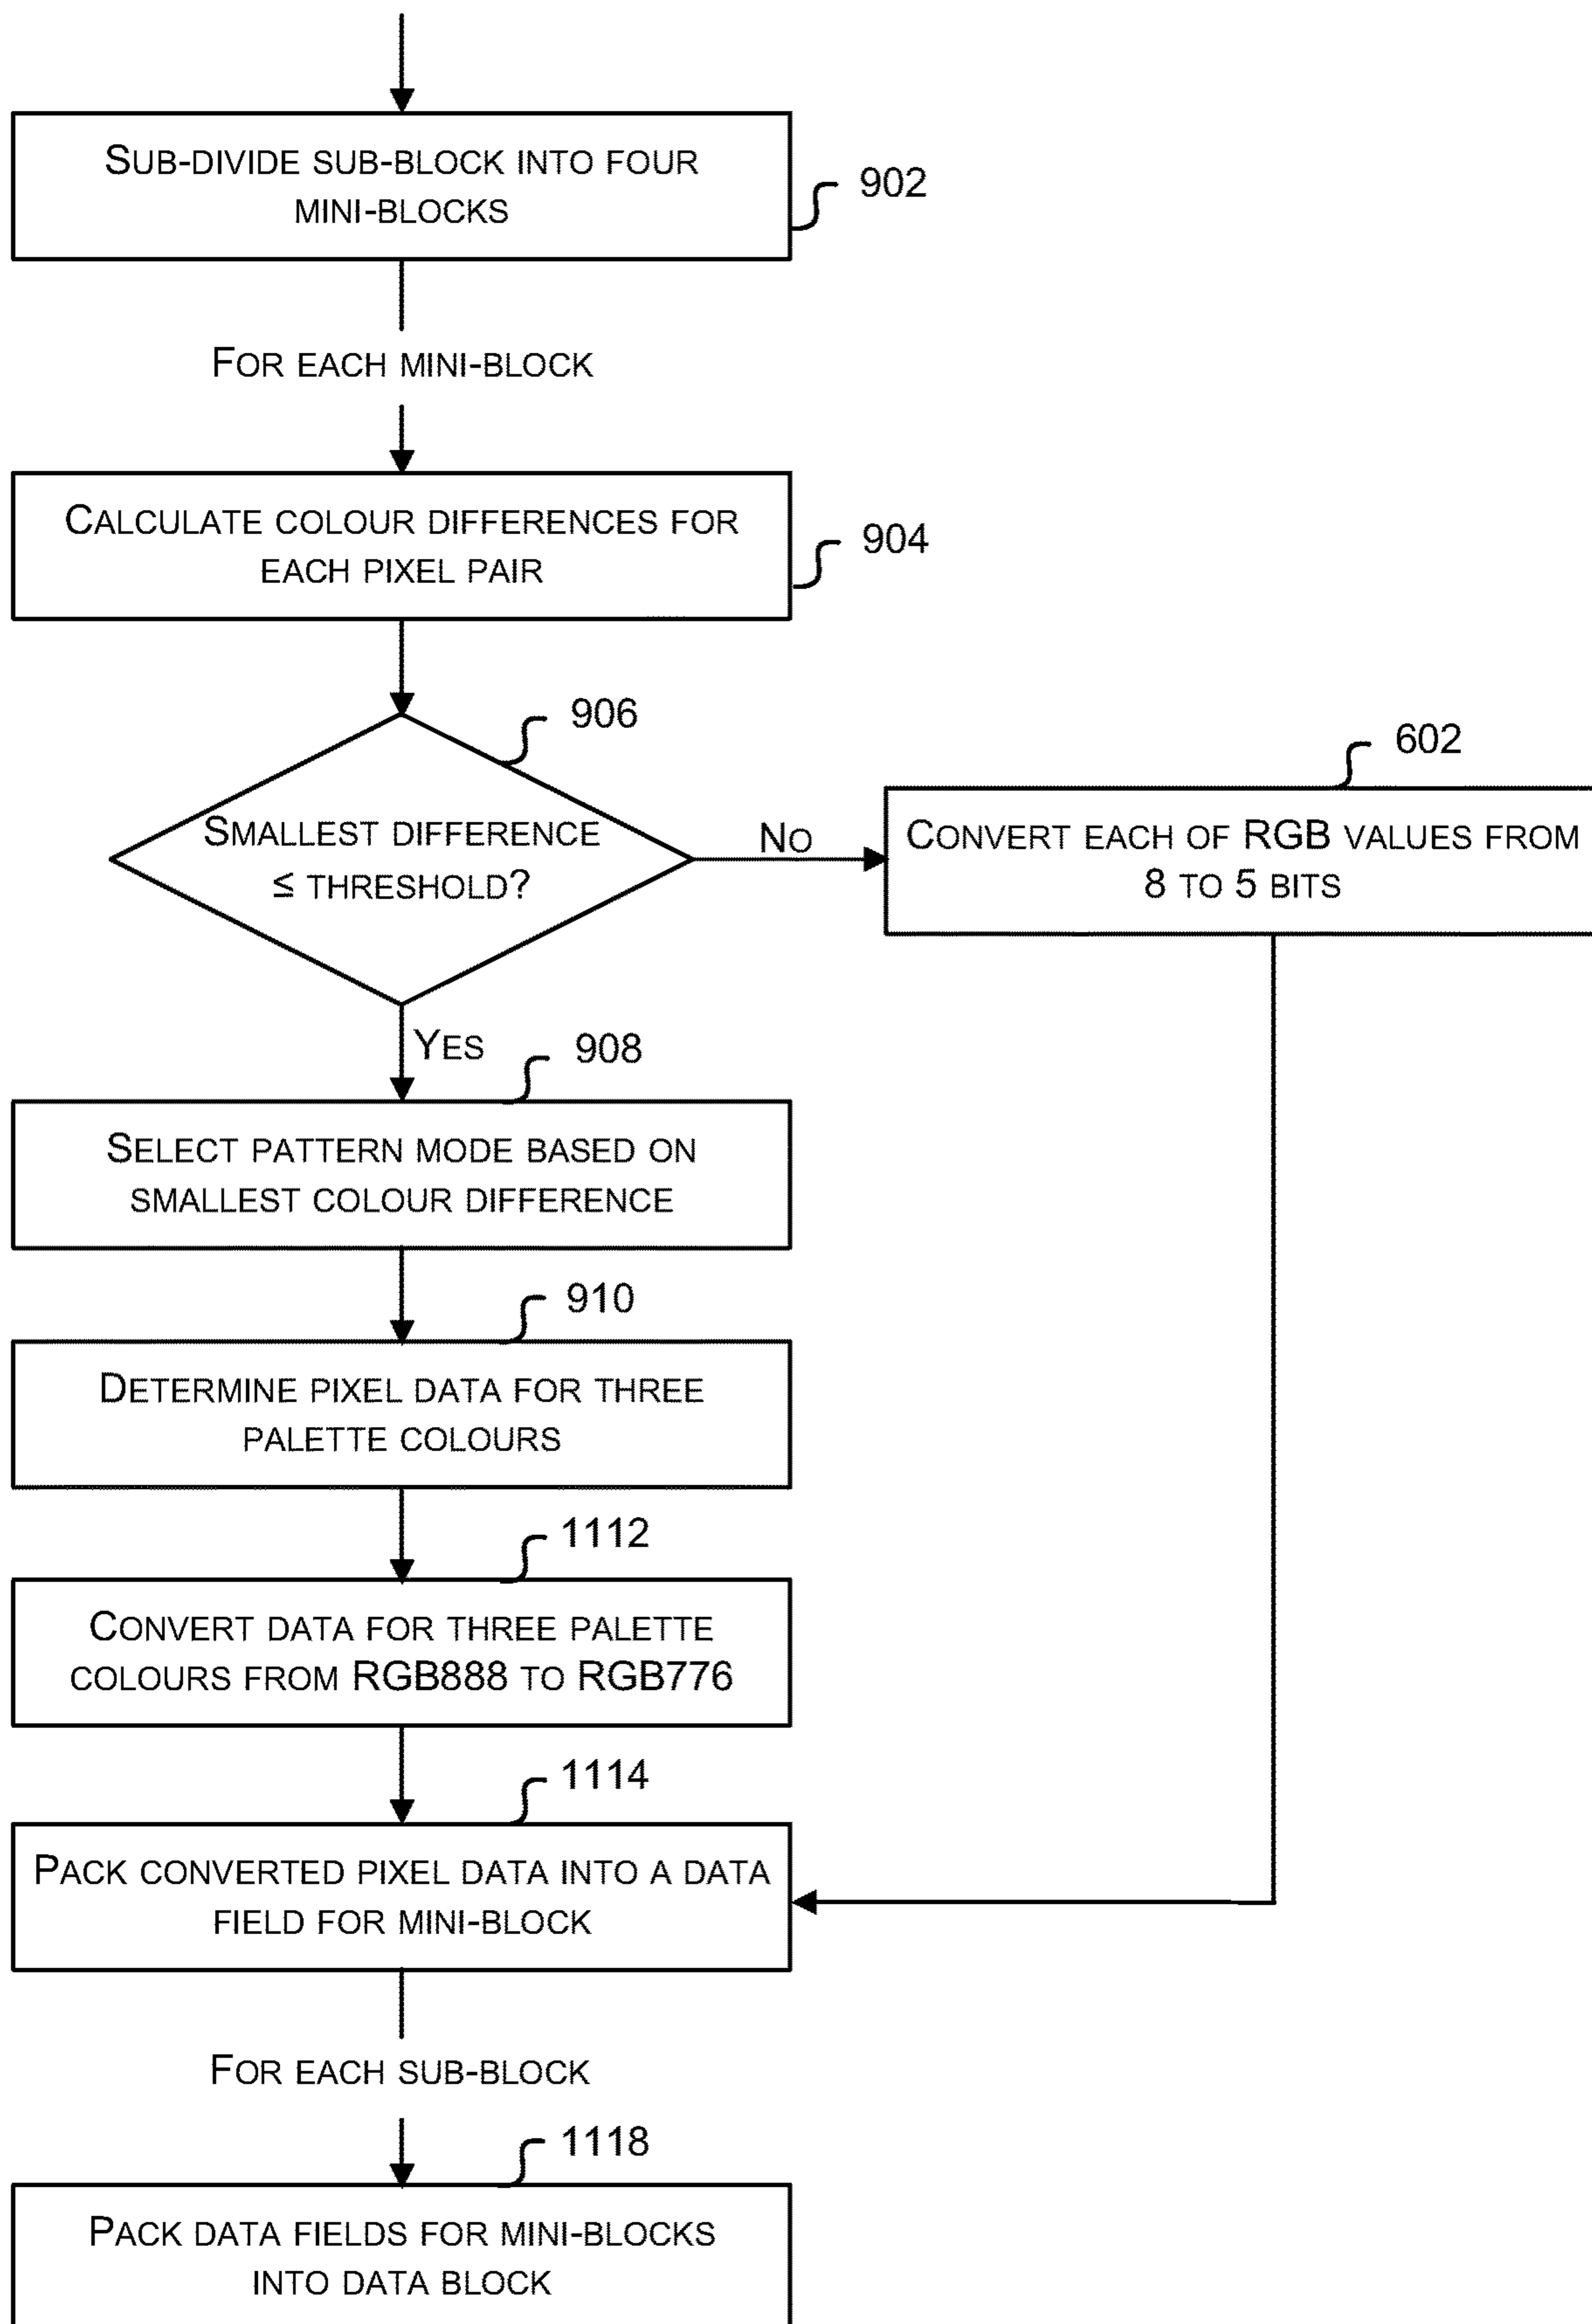 Sub-divide sub-block into four
mini-blocks
902
For each mini-block
Calculate colour differences for
each pixel pair
904
906
Smallest difference
≤ threshold?
No
602
Convert each of RGB values from
8 to 5 bits
Yes
908
Select pattern mode based on
smallest colour difference
910
Determine pixel data for three
palette colours
1112
Convert data for three palette
colours from RGB888 to RGB776
1114
Pack converted pixel data into a data
field for mini-block
For each sub-block
1118
Pack data fields for mini-blocks
into data block